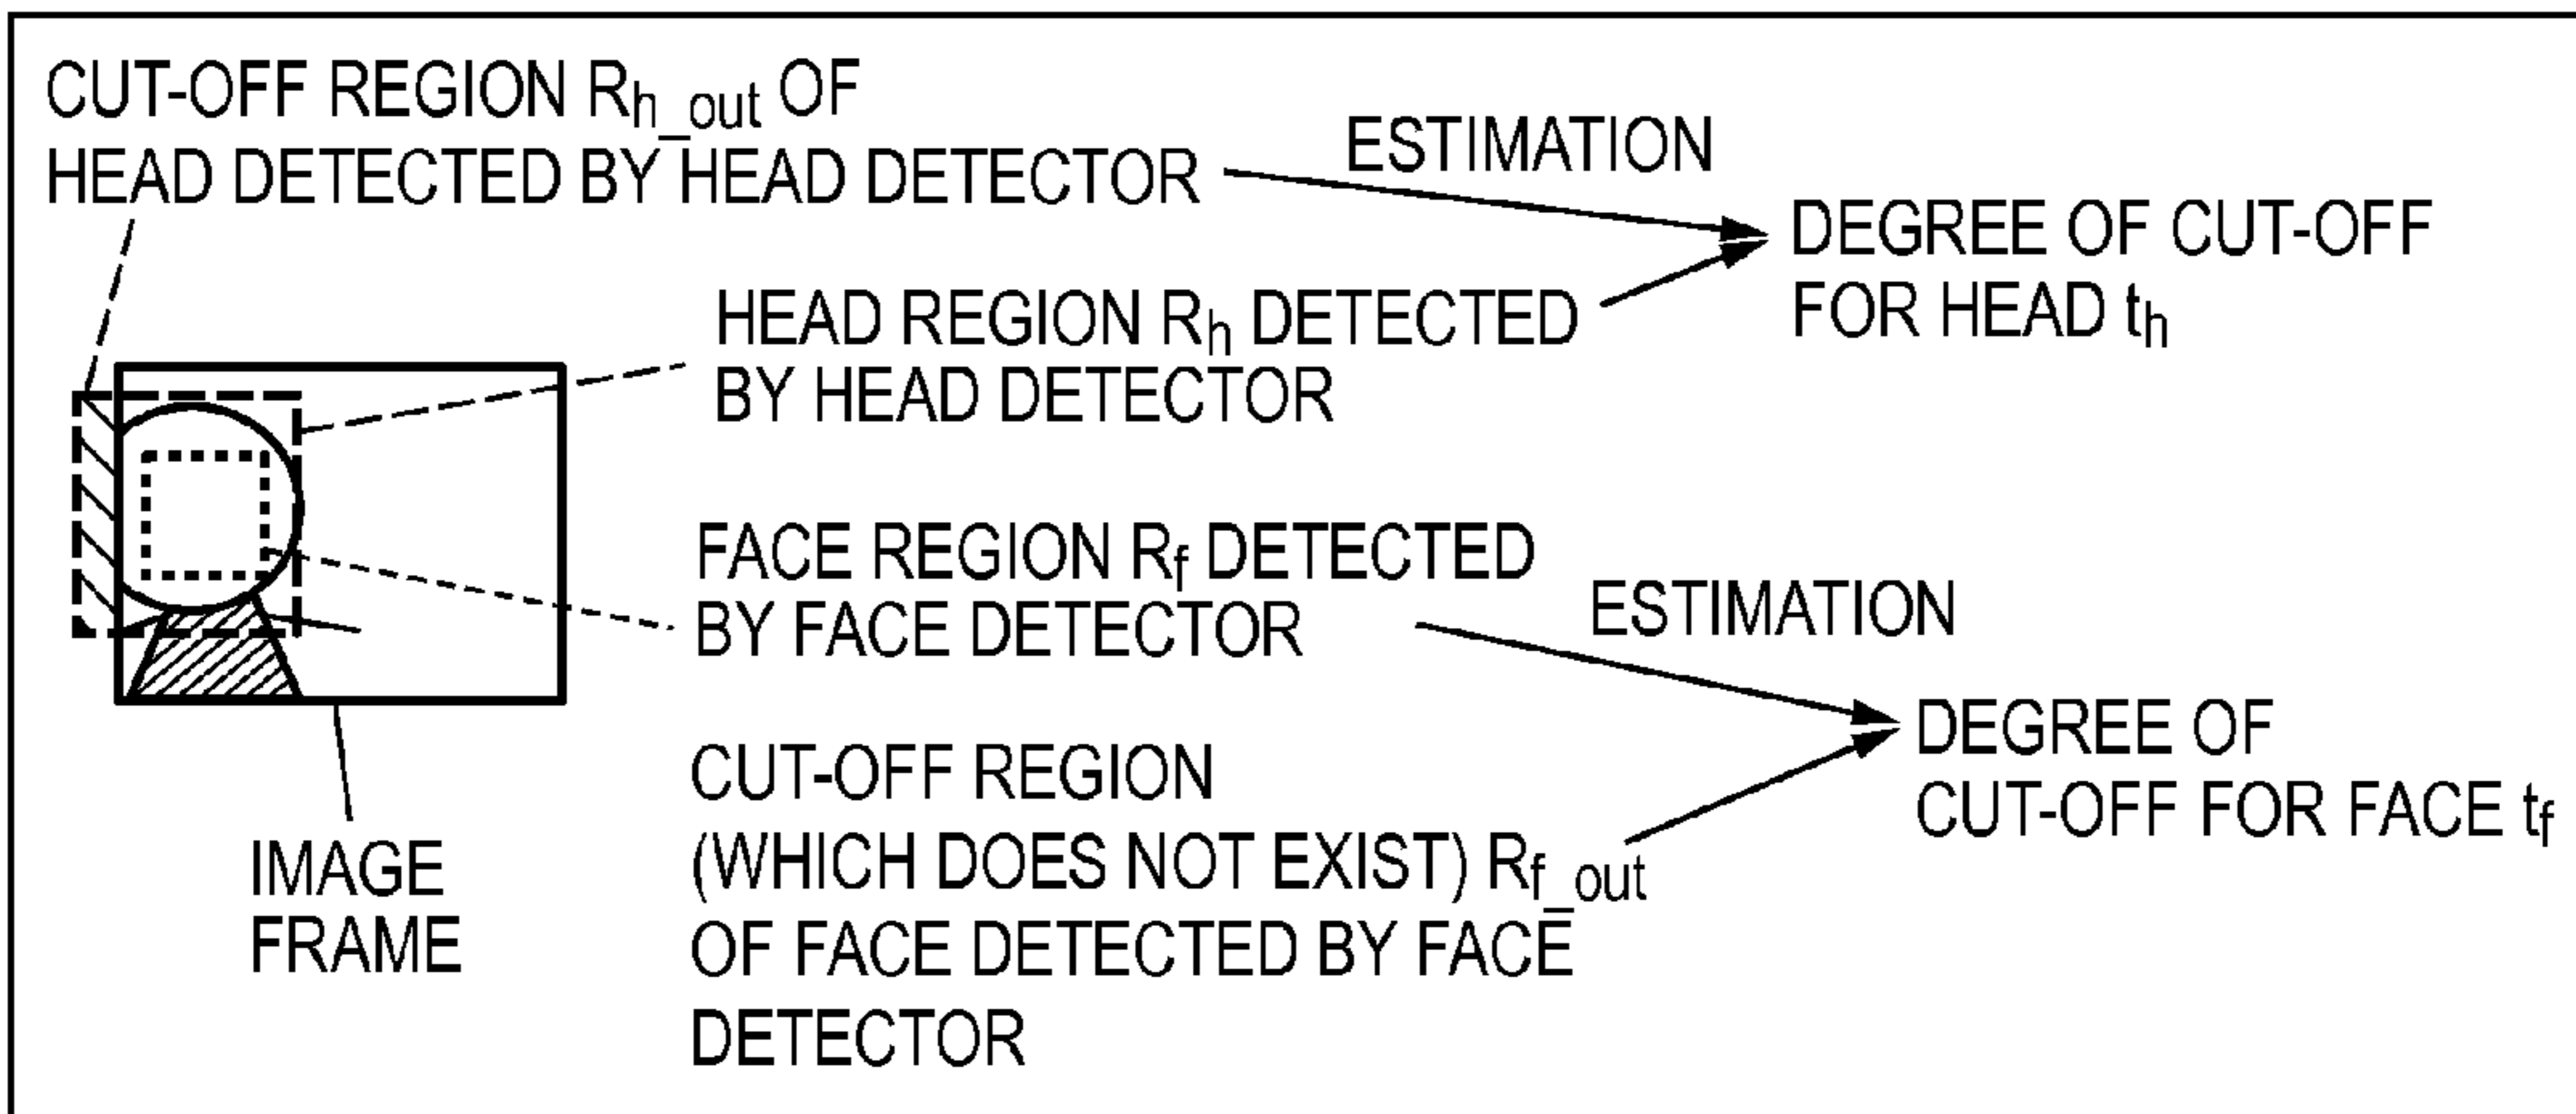 CUT-OFF REGION Rh_out OF
HEAD DETECTED BY HEAD DETECTOR
ESTIMATION
DEGREE OF CUT-OFF
FOR HEAD th
HEAD REGION Rh DETECTED
BY HEAD DETECTOR
FACE REGION Rf DETECTED
BY FACE DETECTOR
ESTIMATION
DEGREE OF
CUT-OFF FOR FACE tf
CUT-OFF REGION
(WHICH DOES NOT EXIST) Rf_out
OF FACE DETECTED BY FACE
DETECTOR
IMAGE
FRAME